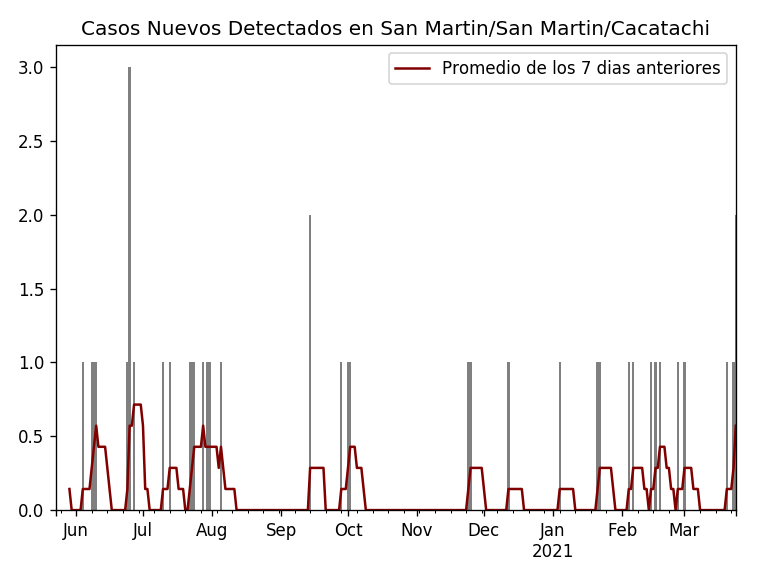 Casos Nuevos Detectados en San Martin/San Martin/Cacatachi
Promedio de los 7 dias anteriores
3.0
2.5
2.0
1.5
1.0
0.5
0.0
Jun Jul Aug Sep Oct Nov Dec Jan Feb Mar
2021